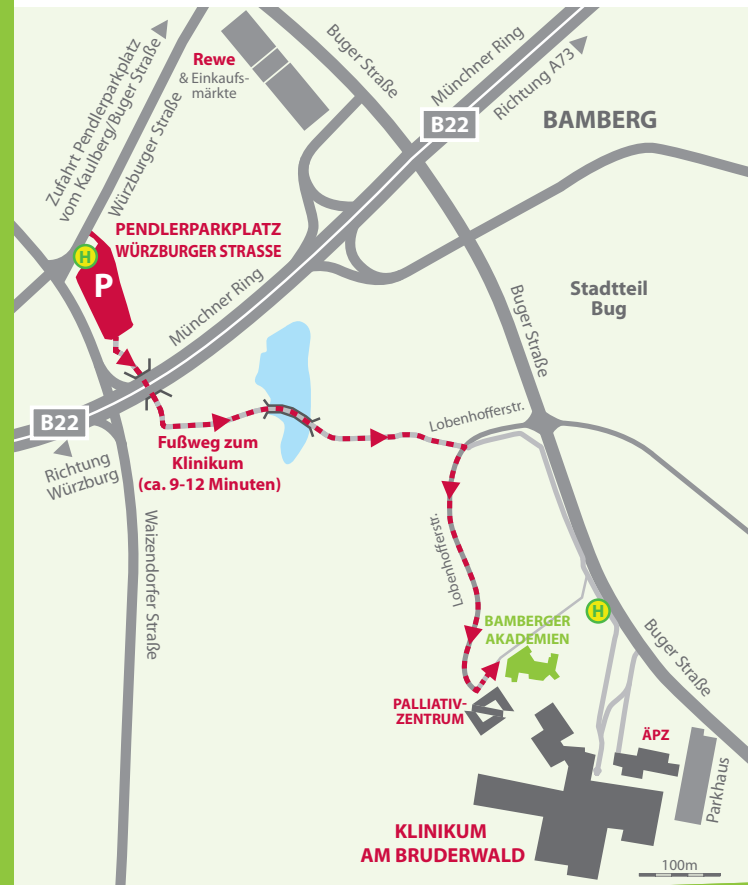 Zufahrt Pendlerparkplatz
vom Kaulberg/Buger Straße
Würzburger Straße
Rewe
& Einkaufs-
märkte
Buger Straße
Münchner Ring
Richtung A73
B22
BAMBERG
PENDLERPARKPLATZ
WÜRZBURGER STRASSE
H
P
Münchner Ring
Buger Straße
Stadtteil
Bug
B22
Richtung
Würzburg
Fußweg zum
Klinikum
(ca. 9-12 Minuten)
Lobenhofferstr.
Waizendorfer Straße
Lobenhofferstr.
H
BAMBERGER
AKADEMIEN
Buger Straße
PALLIATIV-
ZENTRUM
ÄPZ
Parkhaus
KLINIKUM
AM BRUDERWALD
100m